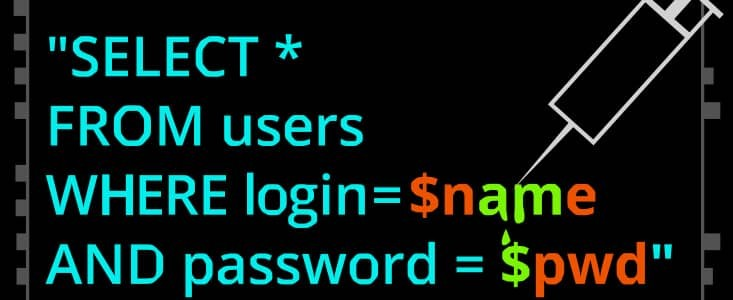 "SELECT *
FROM users
WHERE login=$name
AND password = $pwd"